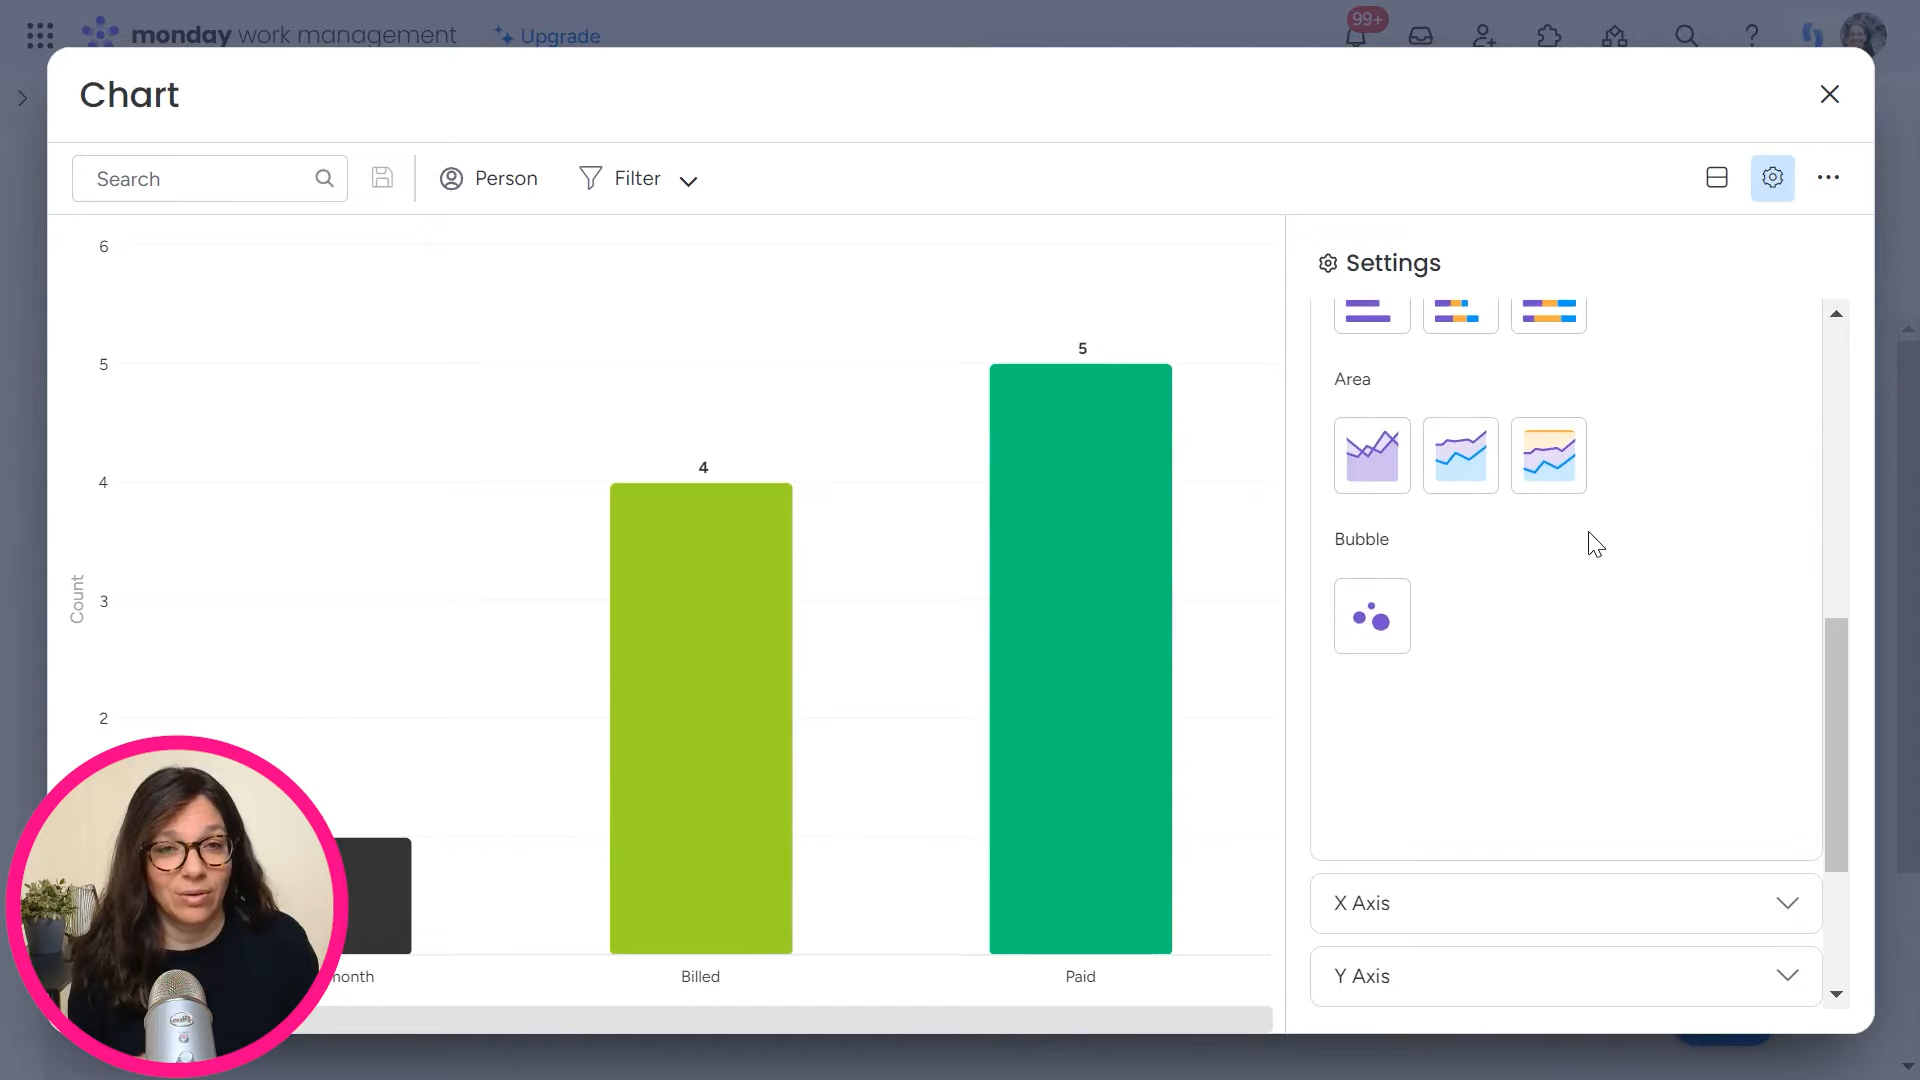 monday work management
Upgrade
99+
Chart
Search
Person
Filter
Settings
Area
Bubble
X Axis
Y Axis
6
5
4
3
2
Count
4
5
Billed
Paid